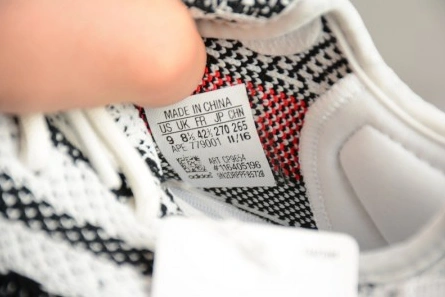 MADE IN CHINA
US UK FR JP CHN
9 8½ 42⅔ 270 265
APE 779001 11/16
ART CP9654
#116405196
adidas